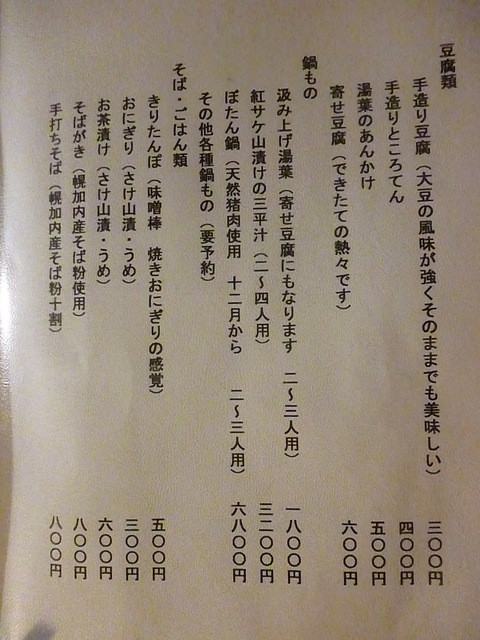 豆腐類
手造り豆腐（大豆の風味が強くそのままでも美味しい） 三〇〇円
手造りところてん 四〇〇円
湯葉のあんかけ 五〇〇円
寄せ豆腐（できたての熱々です） 六〇〇円
鍋もの
汲み上げ湯葉（寄せ豆腐にもなります 二～三人用） 一八〇〇円
紅サケ山漬けの三平汁（二～四人用） 三二〇〇円
ぼたん鍋（天然猪肉使用 十二月から 二～三人用） 六八〇〇円
その他各種鍋もの（要予約）
そば・ごはん類
きりたんぽ（味噌棒 焼きおにぎりの感覚） 五〇〇円
おにぎり（さけ山漬・うめ） 三〇〇円
お茶漬け（さけ山漬・うめ） 六〇〇円
そばがき（幌加内産そば粉使用） 八〇〇円
手打ちそば（幌加内産そば粉十割） 八〇〇円